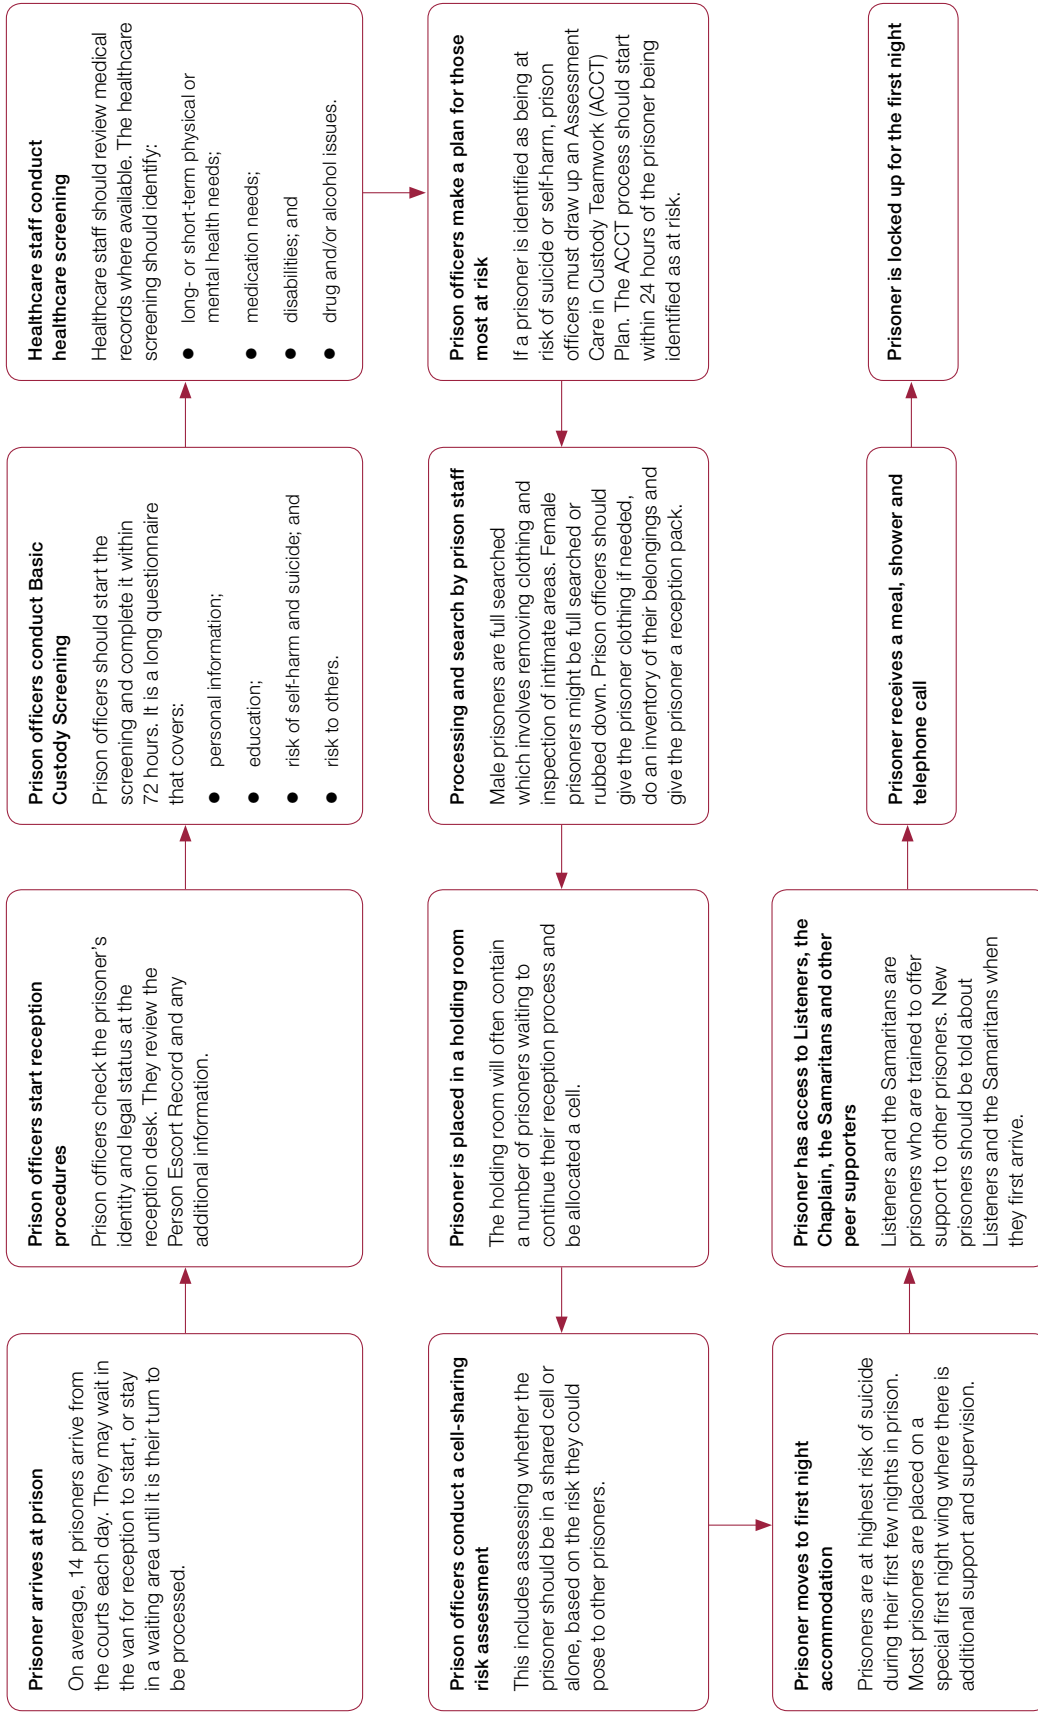 Prisoner arrives at prison
On average, 14 prisoners arrive from
the courts each day. They may wait in
the van for reception to start, or stay
in a waiting area until it is their turn to
be processed.
Prison officers start reception
procedures
Prison officers check the prisoner’s
identity and legal status at the
reception desk. They review the
Person Escort Record and any
additional information.
Prison officers conduct Basic
Custody Screening
Prison officers should start the
screening and complete it within
72 hours. It is a long questionnaire
that covers:
● personal information;
● education;
● risk of self-harm and suicide; and
● risk to others.
Healthcare staff conduct
healthcare screening
Healthcare staff should review medical
records where available. The healthcare
screening should identify:
● long- or short-term physical or
mental health needs;
● medication needs;
● disabilities; and
● drug and/or alcohol issues.
Prison officers make a plan for those
most at risk
If a prisoner is identified as being at
risk of suicide or self-harm, prison
officers must draw up an Assessment
Care in Custody Teamwork (ACCT)
Plan. The ACCT process should start
within 24 hours of the prisoner being
identified as at risk.
Processing and search by prison staff
Male prisoners are full searched
which involves removing clothing and
inspection of intimate areas. Female
prisoners might be full searched or
rubbed down. Prison officers should
give the prisoner clothing if needed,
do an inventory of their belongings and
give the prisoner a reception pack.
Prisoner is placed in a holding room
The holding room will often contain
a number of prisoners waiting to
continue their reception process and
be allocated a cell.
Prison officers conduct a cell-sharing
risk assessment
This includes assessing whether the
prisoner should be in a shared cell or
alone, based on the risk they could
pose to other prisoners.
Prisoner moves to first night
accommodation
Prisoners are at highest risk of suicide
during their first few nights in prison.
Most prisoners are placed on a
special first night wing where there is
additional support and supervision.
Prisoner has access to Listeners, the
Chaplain, the Samaritans and other
peer supporters
Listeners and the Samaritans are
prisoners who are trained to offer
support to other prisoners. New
prisoners should be told about
Listeners and the Samaritans when
they first arrive.
Prisoner receives a meal, shower and
telephone call
Prisoner is locked up for the first night